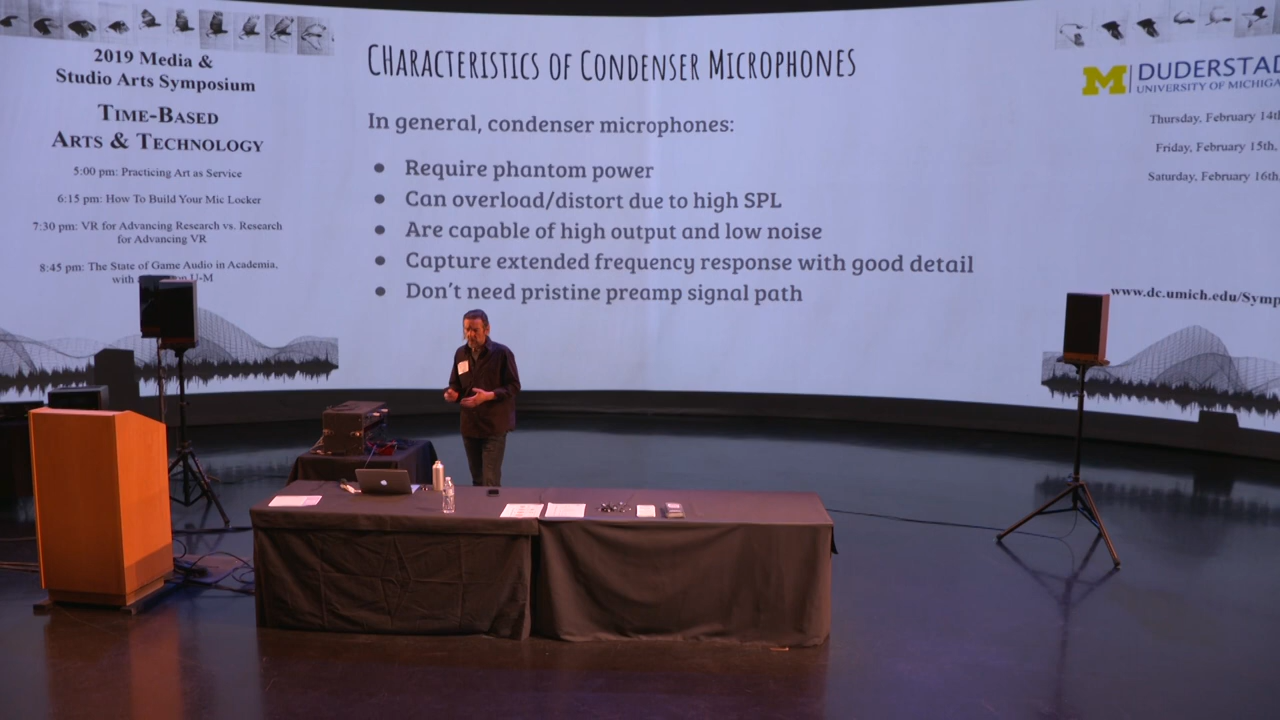 2019 Media &
Studio Arts Symposium
TIME-BASED
ARTS & TECHNOLOGY
5:00 pm: Practicing Art as Service
6:15 pm: How To Build Your Mic Locker
7:30 pm: VR for Advancing Research vs. Research
for Advancing VR
8:45 pm: The State of Game Audio in Academia,
with U-M
CHARACTERISTICS OF CONDENSER MICROPHONES
In general, condenser microphones:
● Require phantom power
● Can overload/distort due to high SPL
● Are capable of high output and low noise
● Capture extended frequency response with good detail
● Don't need pristine preamp signal path
M DUDERSTAD
UNIVERSITY OF MICHIGA
Thursday, February 14t
Friday, February 15th,
Saturday, February 16th,
www.dc.umich.edu/Symp